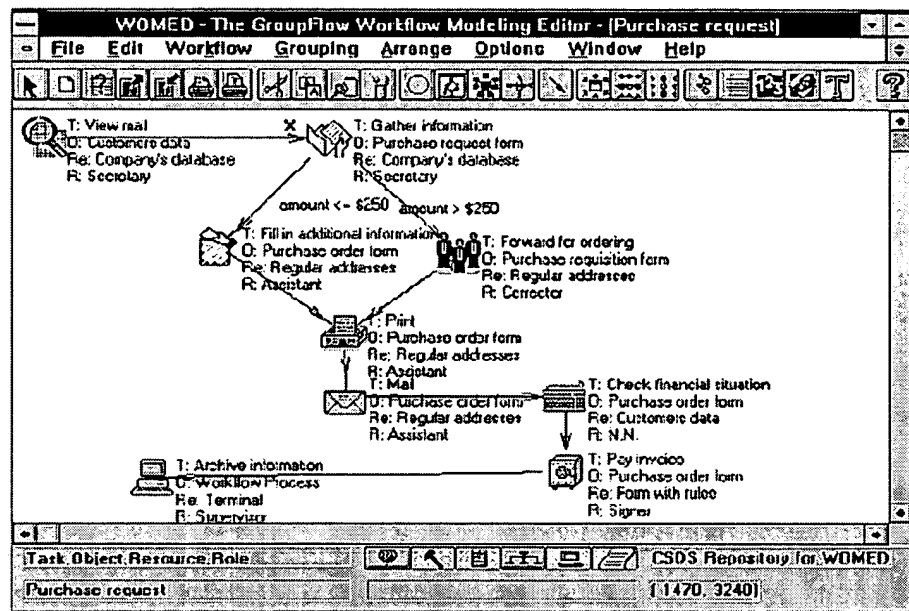 WOMED - The GroupFlow Workflow Modeling Editor - [Purchase request]
File Edit Workflow Grouping Arrange Options Window Help
T: View mail
O: Customers data
Re: Company's database
R: Secretary
X
T: Gather information
O: Purchase request form
Re: Company's database
R: Secretary
amount <= $250
amount > $250
T: Fill in additional information
O: Purchase order form
Re: Regular addresses
R: Assistant
T: Forward for ordering
O: Purchase requisition form
Re: Regular addresses
R: Corrector
T: Print
O: Purchase order form
Re: Regular addresses
R: Assistant
T: Mail
O: Purchase order form
Re: Regular addresses
R: Assistant
T: Check financial situation
O: Purchase order form
Re: Customers data
R: N.N.
T: Archive information
O: Workflow Process
Re: Terminal
R: Supervisor
T: Pay invoice
O: Purchase order form
Re: Form with rules
R: Signer
Task Object Resource Role
CSDS Repository for WOMED
Purchase request
[ 1470, 3240]